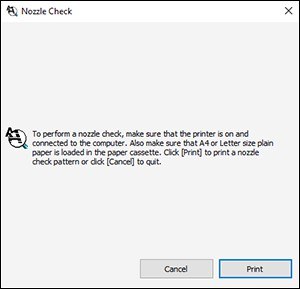 Nozzle Check
To perform a nozzle check, make sure that the printer is on and
connected to the computer. Also make sure that A4 or Letter size plain
paper is loaded in the paper cassette. Click [Print] to print a nozzle
check pattern or click [Cancel] to quit.
Cancel
Print